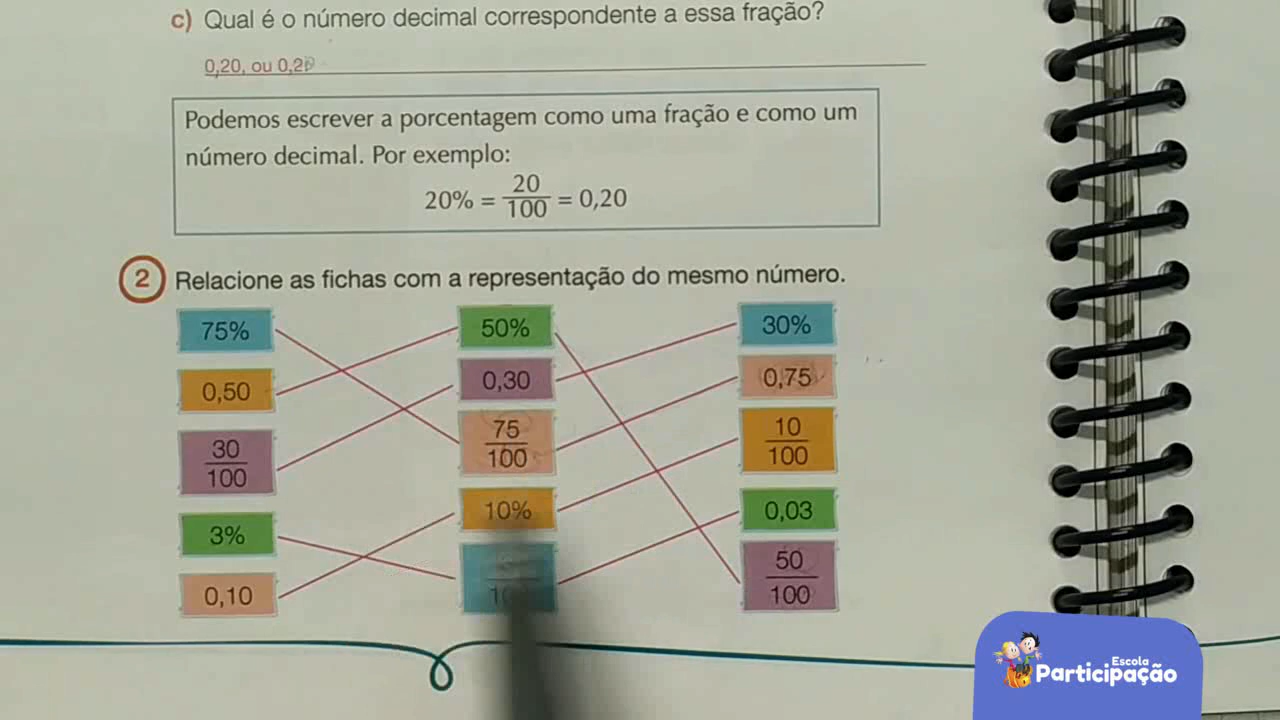 c) Qual é o número decimal correspondente a essa fração?
0,20, ou 0,2
Podemos escrever a porcentagem como uma fração e como um
número decimal. Por exemplo:
20% = 20/100 = 0,20
2 Relacione as fichas com a representação do mesmo número.
75% 50% 30%
0,50 0,30 0,75
30/100 75/100 10/100
3% 10% 0,03
0,10 50/100
Escola
Participação